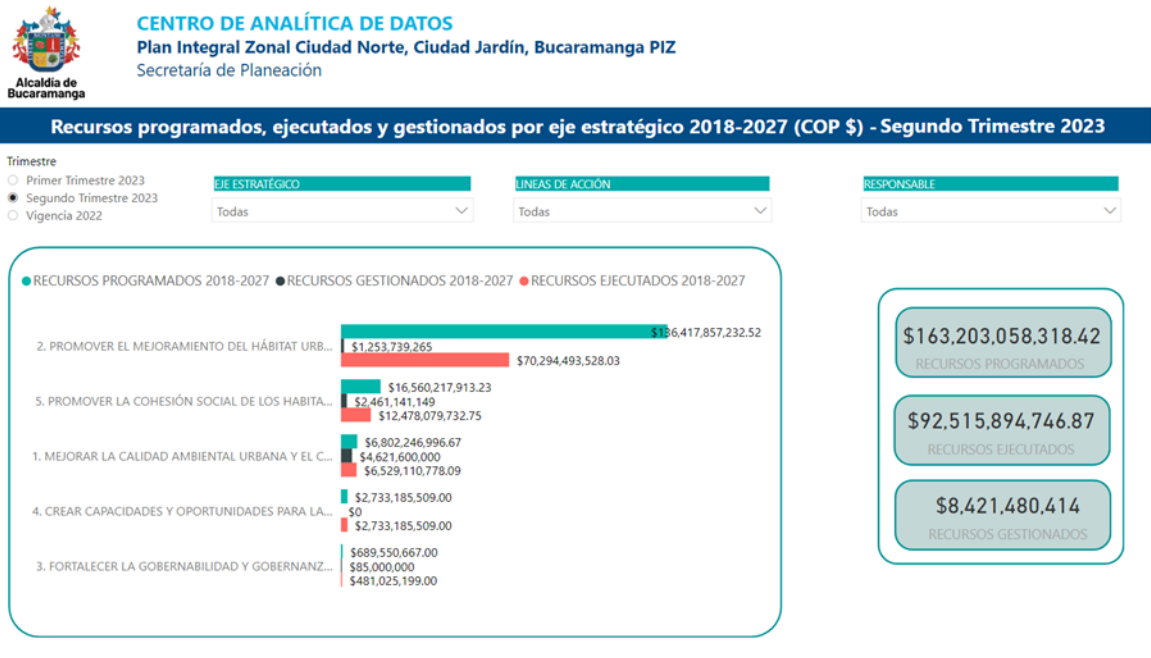 CENTRO DE ANALÍTICA DE DATOS
Plan Integral Zonal Ciudad Norte, Ciudad Jardín, Bucaramanga PIZ
Secretaría de Planeación
Alcaldía de
Bucaramanga
Recursos programados, ejecutados y gestionados por eje estratégico 2018-2027 (COP $) - Segundo Trimestre 2023
Trimestre
Primer Trimestre 2023
Segundo Trimestre 2023
Vigencia 2022
EJE ESTRATÉGICO
Todas
LINEAS DE ACCIÓN
Todas
RESPONSABLE
Todas
RECURSOS PROGRAMADOS 2018-2027 RECURSOS GESTIONADOS 2018-2027 RECURSOS EJECUTADOS 2018-2027
2. PROMOVER EL MEJORAMIENTO DEL HÁBITAT URB...
$136,417,857,232.52
$1,253,739,265
$70,294,493,528.03
5. PROMOVER LA COHESIÓN SOCIAL DE LOS HABITA...
$16,560,217,913.23
$2,461,141,149
$12,478,079,732.75
1. MEJORAR LA CALIDAD AMBIENTAL URBANA Y EL C...
$6,802,246,996.67
$4,621,600,000
$6,529,110,778.09
4. CREAR CAPACIDADES Y OPORTUNIDADES PARA LA...
$2,733,185,509.00
$0
$2,733,185,509.00
3. FORTALECER LA GOBERNABILIDAD Y GOBERNANZ...
$689,550,667.00
$85,000,000
$481,025,199.00
$163,203,058,318.42
RECURSOS PROGRAMADOS
$92,515,894,746.87
RECURSOS EJECUTADOS
$8,421,480,414
RECURSOS GESTIONADOS